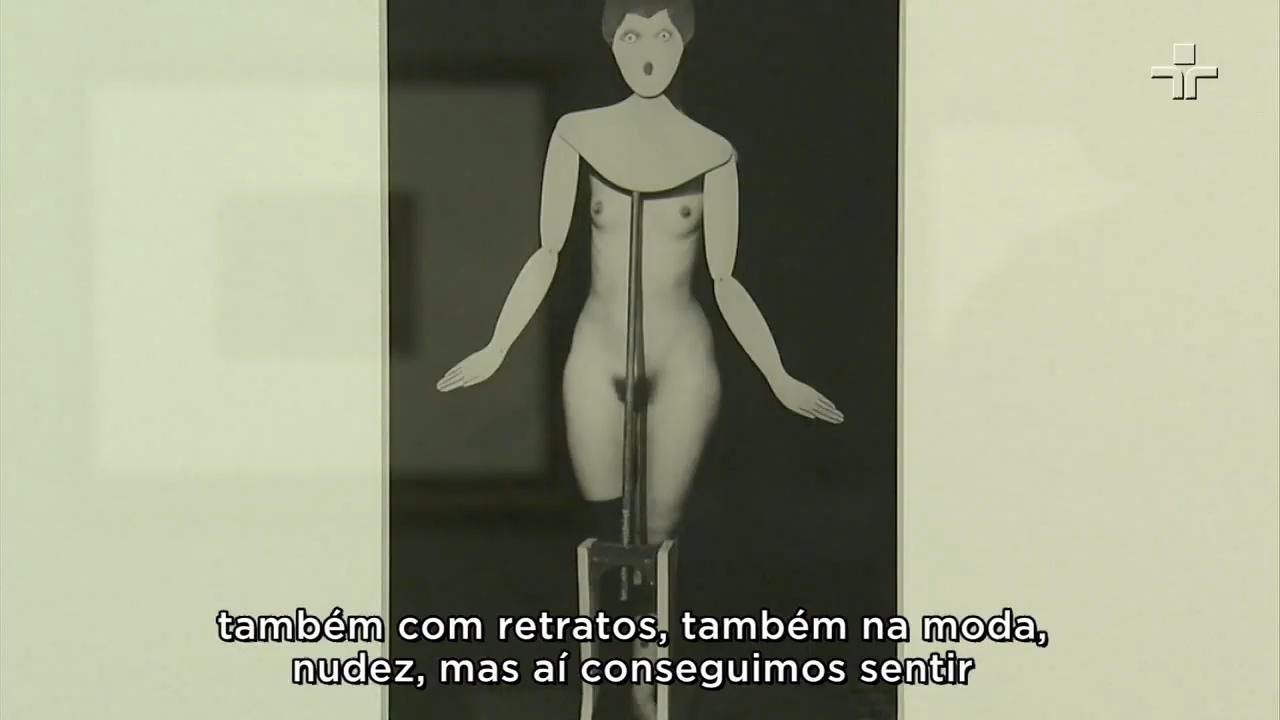 também com retratos, também na moda,
nudez, mas aí conseguimos sentir